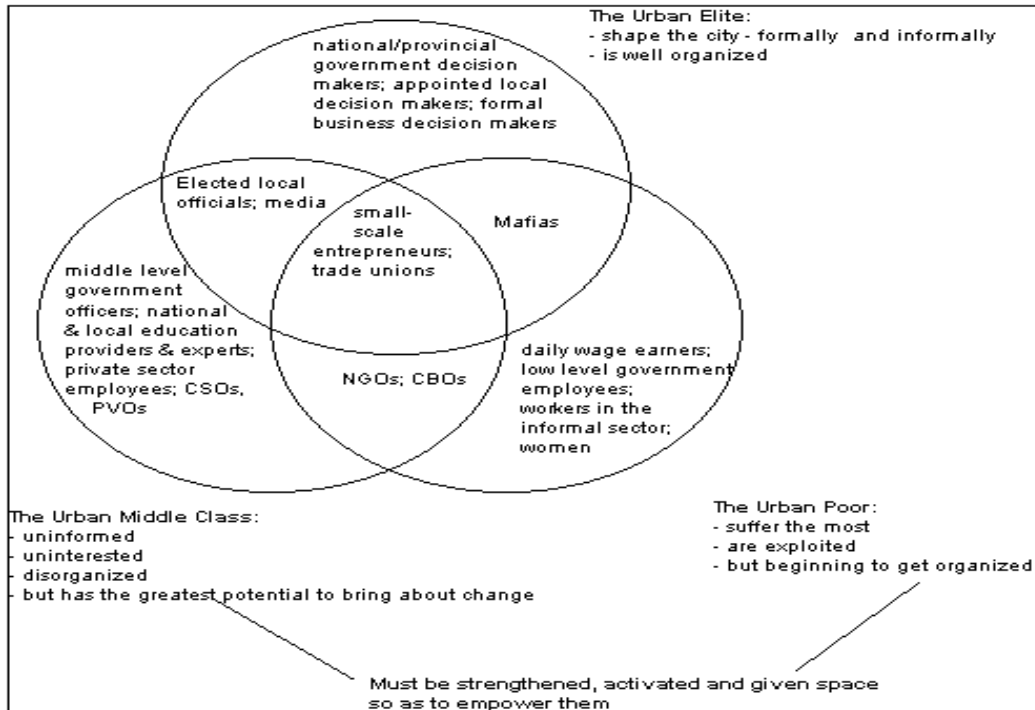 The Urban Elite:
- shape the city - formally and informally
- is well organized
national/provincial
government decision
makers; appointed local
decision makers; formal
business decision makers
Elected local
officials; media
small-
scale
entrepreneurs;
trade unions
Mafias
middle level
government
officers; national
& local education
providers & experts;
private sector
employees; CSOs,
PVOs
NGOs; CBOs
daily wage earners;
low level government
employees;
workers in the
informal sector;
women
The Urban Middle Class:
- uninformed
- uninterested
- disorganized
- but has the greatest potential to bring about change
The Urban Poor:
- suffer the most
- are exploited
- but beginning to get organized
Must be strengthened, activated and given space
so as to empower them